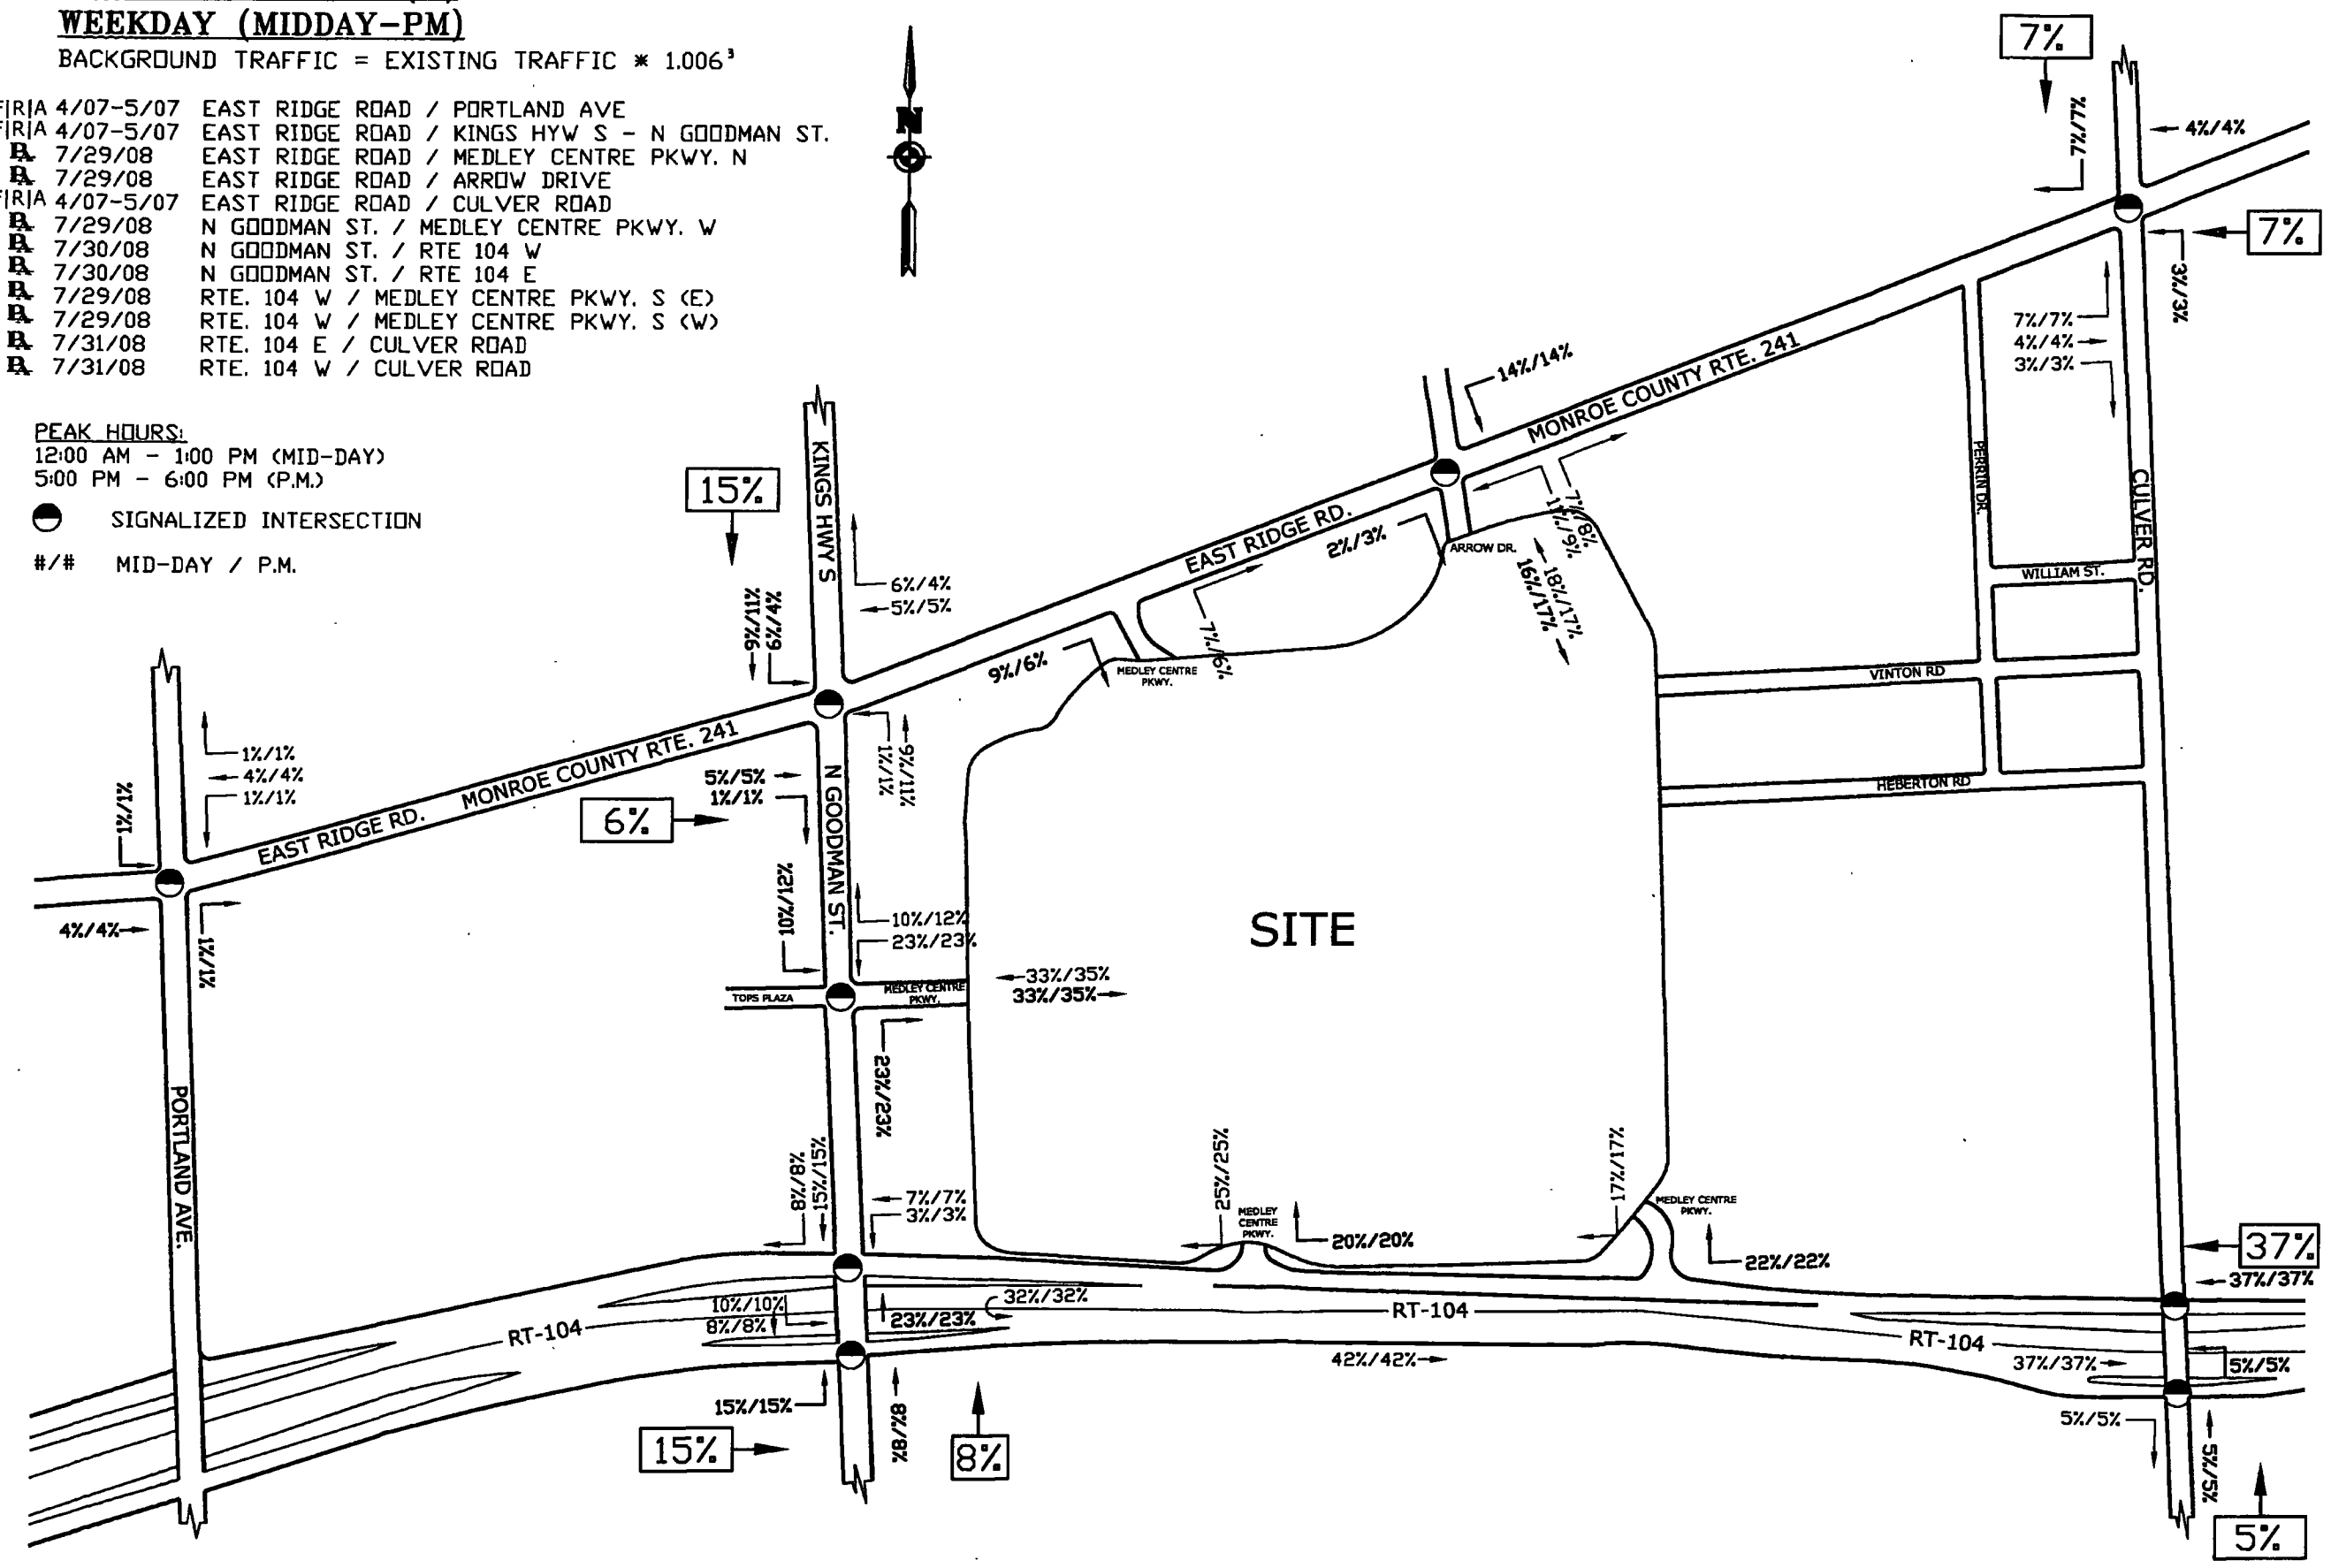 WEEKDAY (MIDDAY-PM)
BACKGROUND TRAFFIC = EXISTING TRAFFIC * 1.006³
F|R|A 4/07-5/07 EAST RIDGE ROAD / PORTLAND AVE
F|R|A 4/07-5/07 EAST RIDGE ROAD / KINGS HYW S - N GOODMAN ST.
7/29/08 EAST RIDGE ROAD / MEDLEY CENTRE PKWY. N
7/29/08 EAST RIDGE ROAD / ARROW DRIVE
F|R|A 4/07-5/07 EAST RIDGE ROAD / CULVER ROAD
7/29/08 N GOODMAN ST. / MEDLEY CENTRE PKWY. W
7/30/08 N GOODMAN ST. / RTE 104 W
7/30/08 N GOODMAN ST. / RTE 104 E
7/29/08 RTE. 104 W / MEDLEY CENTRE PKWY. S (E)
7/29/08 RTE. 104 W / MEDLEY CENTRE PKWY. S (W)
7/31/08 RTE. 104 E / CULVER ROAD
7/31/08 RTE. 104 W / CULVER ROAD
PEAK HOURS:
12:00 AM - 1:00 PM (MID-DAY)
5:00 PM - 6:00 PM (P.M.)
SIGNALIZED INTERSECTION
#/# MID-DAY / P.M.
N
7%
7%/7%
4%/4%
7%
3%/3%
7%/7%
4%/4%
3%/3%
14%/14%
MONROE COUNTY RTE. 241
PERRIN DR.
CULVER RD.
WILLIAM ST.
VINTON RD
HEBERTON RD
KINGS HWY S
15%
6%/4%
5%/5%
9%/11%
6%/4%
EAST RIDGE RD.
2%/3%
ARROW DR.
7%/8%
11%/9%
18%/17%
16%/17%
7%/6%
9%/6%
MEDLEY CENTRE
PKWY.
1%/1%
9%/11%
1%/1%
4%/4%
1%/1%
1%/1%
EAST RIDGE RD.
MONROE COUNTY RTE. 241
5%/5%
1%/1%
6%
N GOODMAN ST.
4%/4%
1%/1%
10%/12%
10%/12%
23%/23%
TOPS PLAZA
MEDLEY CENTRE
PKWY.
33%/35%
33%/35%
SITE
23%/23%
PORTLAND AVE.
8%/8%
15%/15%
7%/7%
3%/3%
25%/25%
MEDLEY
CENTRE
PKWY.
20%/20%
17%/17%
MEDLEY CENTRE
PKWY.
22%/22%
37%
37%/37%
RT-104
10%/10%
8%/8%
23%/23%
32%/32%
RT-104
RT-104
42%/42%
37%/37%
5%/5%
15%/15%
8%/8%
15%
8%
5%/5%
5%/5%
5%